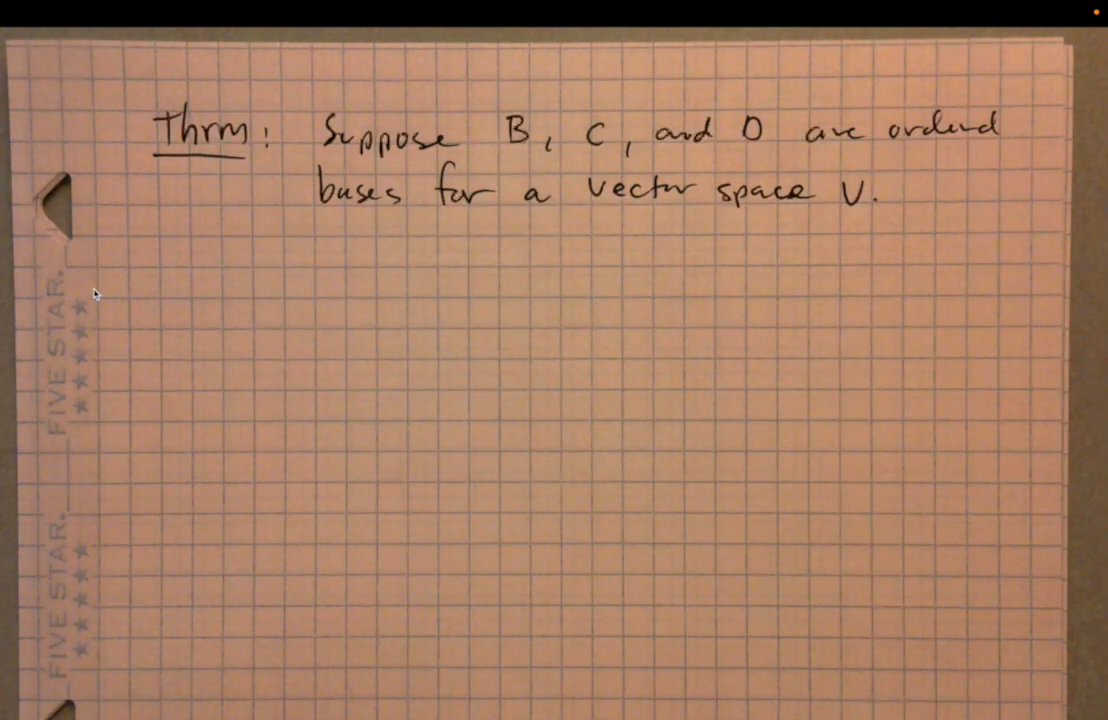 Thrm: Suppose B, C, and D are ordered
bases for a vector space V.
FIVE STAR.
FIVE STAR.